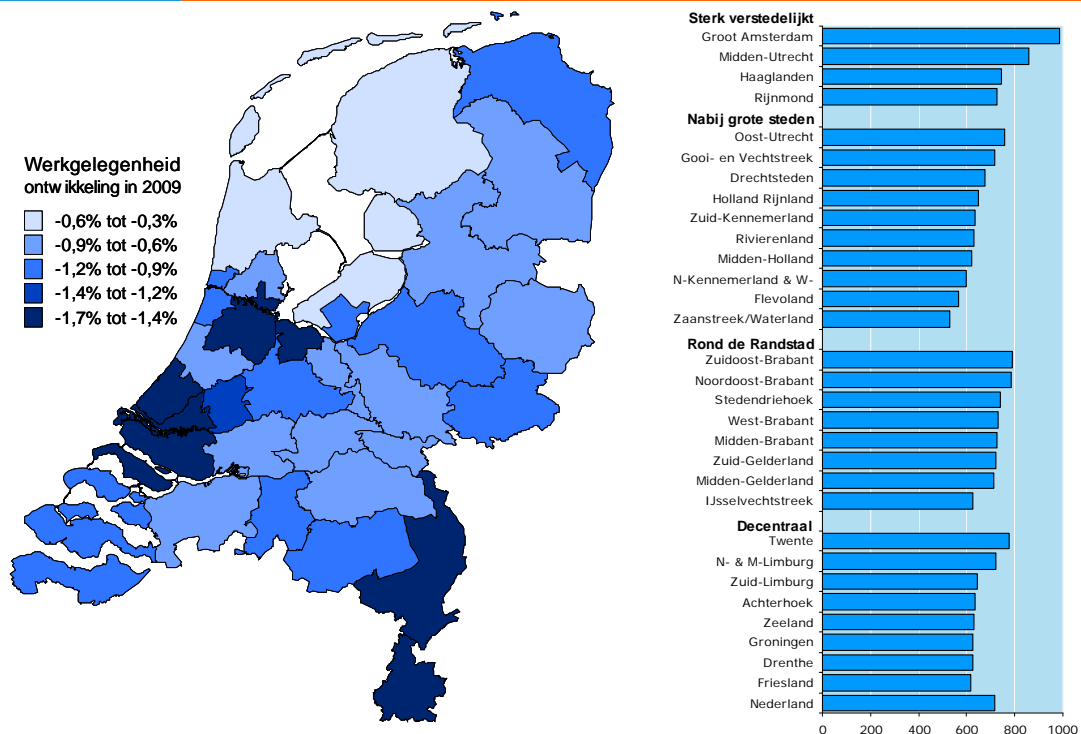 Werkgelegenheid
ontwikkeling in 2009
-0,6% tot -0,3%
-0,9% tot -0,6%
-1,2% tot -0,9%
-1,4% tot -1,2%
-1,7% tot -1,4%
Sterk verstedelijkt
Groot Amsterdam
Midden-Utrecht
Haaglanden
Rijnmond
Nabij grote steden
Oost-Utrecht
Gooi- en Vechtstreek
Drechtsteden
Holland Rijnland
Zuid-Kennemerland
Rivierenland
Midden-Holland
N-Kennemerland & W-
Flevoland
Zaanstreek/Waterland
Rond de Randstad
Zuidoost-Brabant
Noordoost-Brabant
Stedendriehoek
West-Brabant
Midden-Brabant
Zuid-Gelderland
Midden-Gelderland
IJsselvechtstreek
Decentraal
Twente
N- & M-Limburg
Zuid-Limburg
Achterhoek
Zeeland
Groningen
Drenthe
Friesland
Nederland
0 200 400 600 800 1000